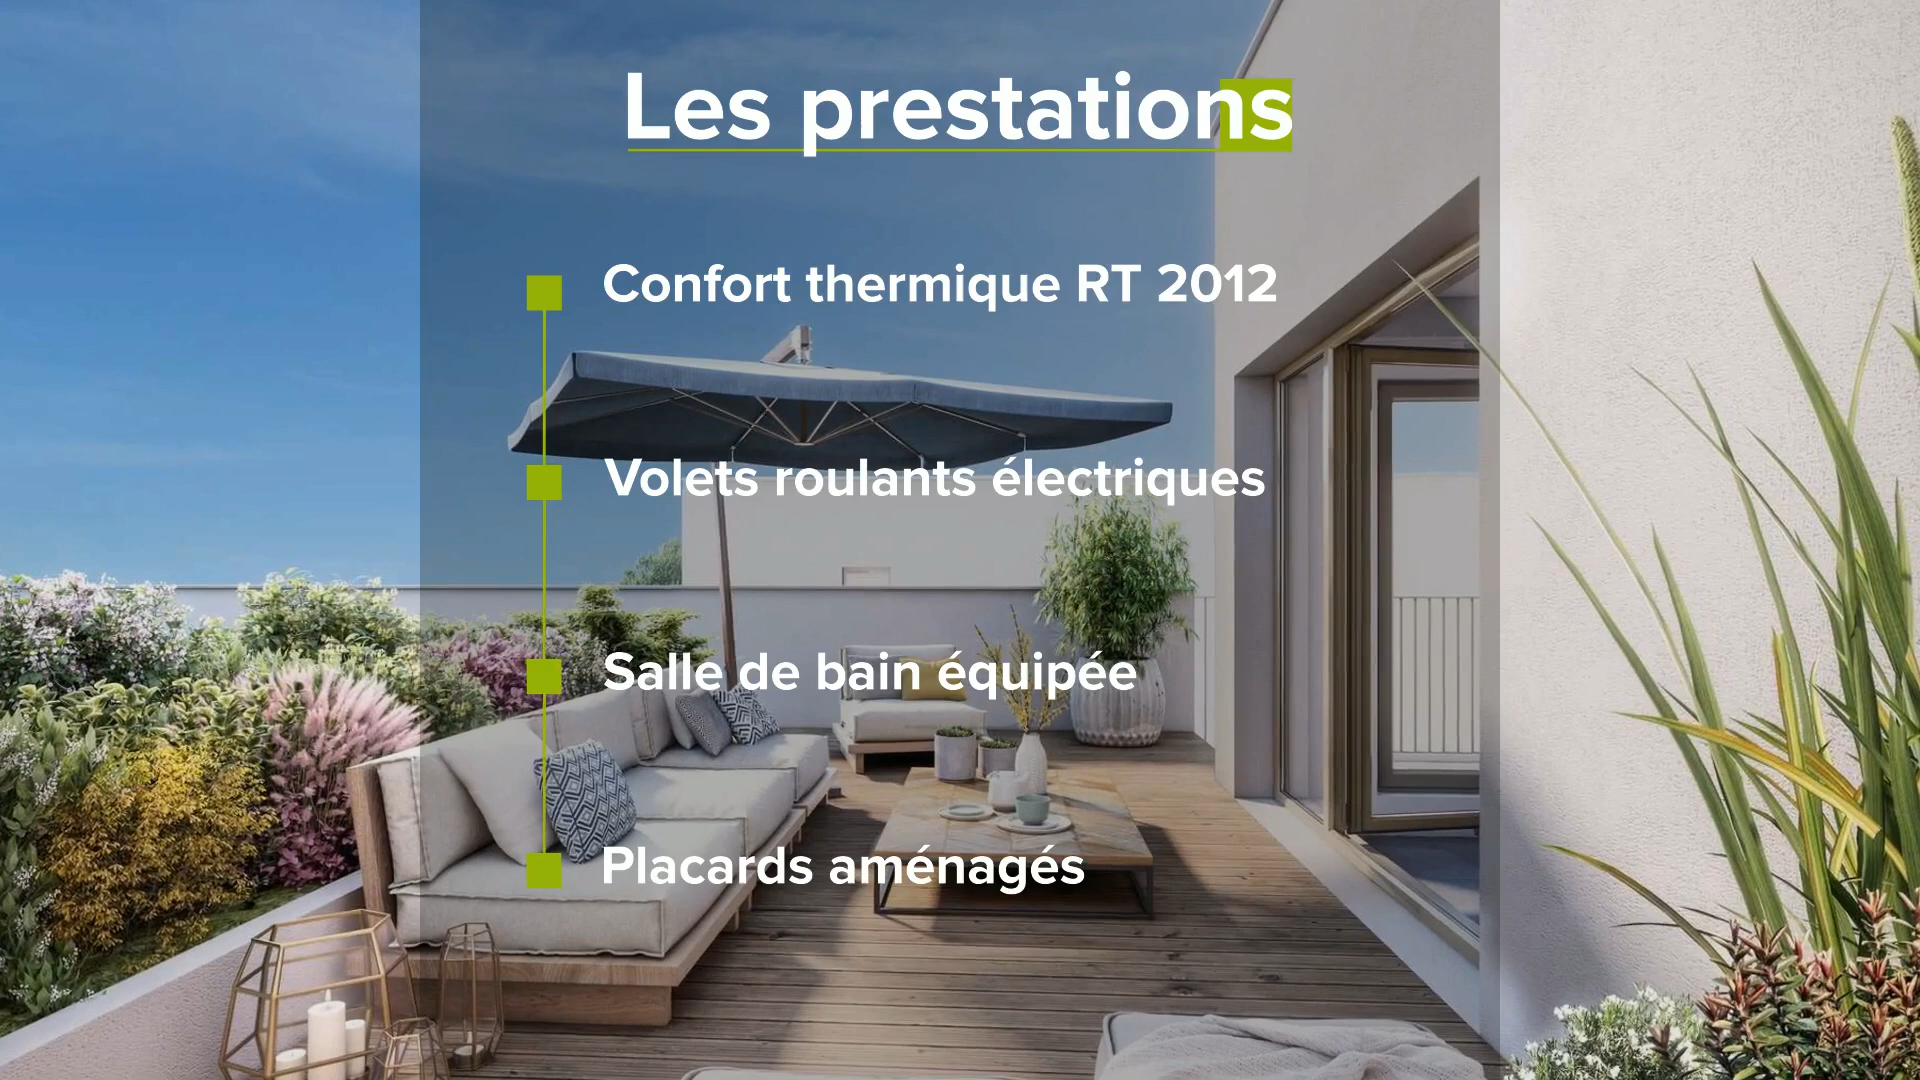 Les prestations
Confort thermique RT 2012
Volets roulants électriques
Salle de bain équipée
Placards aménagés